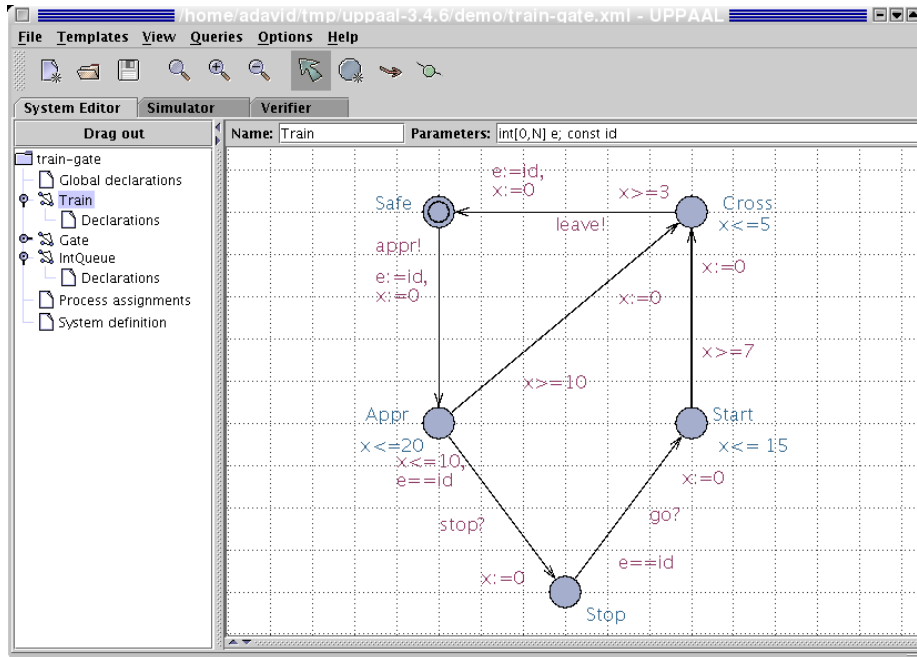 /home/adavid/tmp/uppaal-3.4.6/demo/train-gate.xml - UPPAAL
File Templates View Queries Options Help
System Editor Simulator Verifier
Drag out
Name: Train Parameters: int[0,N] e; const id
train-gate
Global declarations
Train
Declarations
Gate
IntQueue
Declarations
Process assignments
System definition
e:=id,
x:=0
x>=3
Safe
Cross
x<=5
leave!
appr!
e:=id,
x:=0
x:=0
x:=0
x>=7
x>=10
Appr
x<=20
Start
x<= 15
x<=10,
e==id
x:=0
stop?
go?
e==id
x:=0
Stop